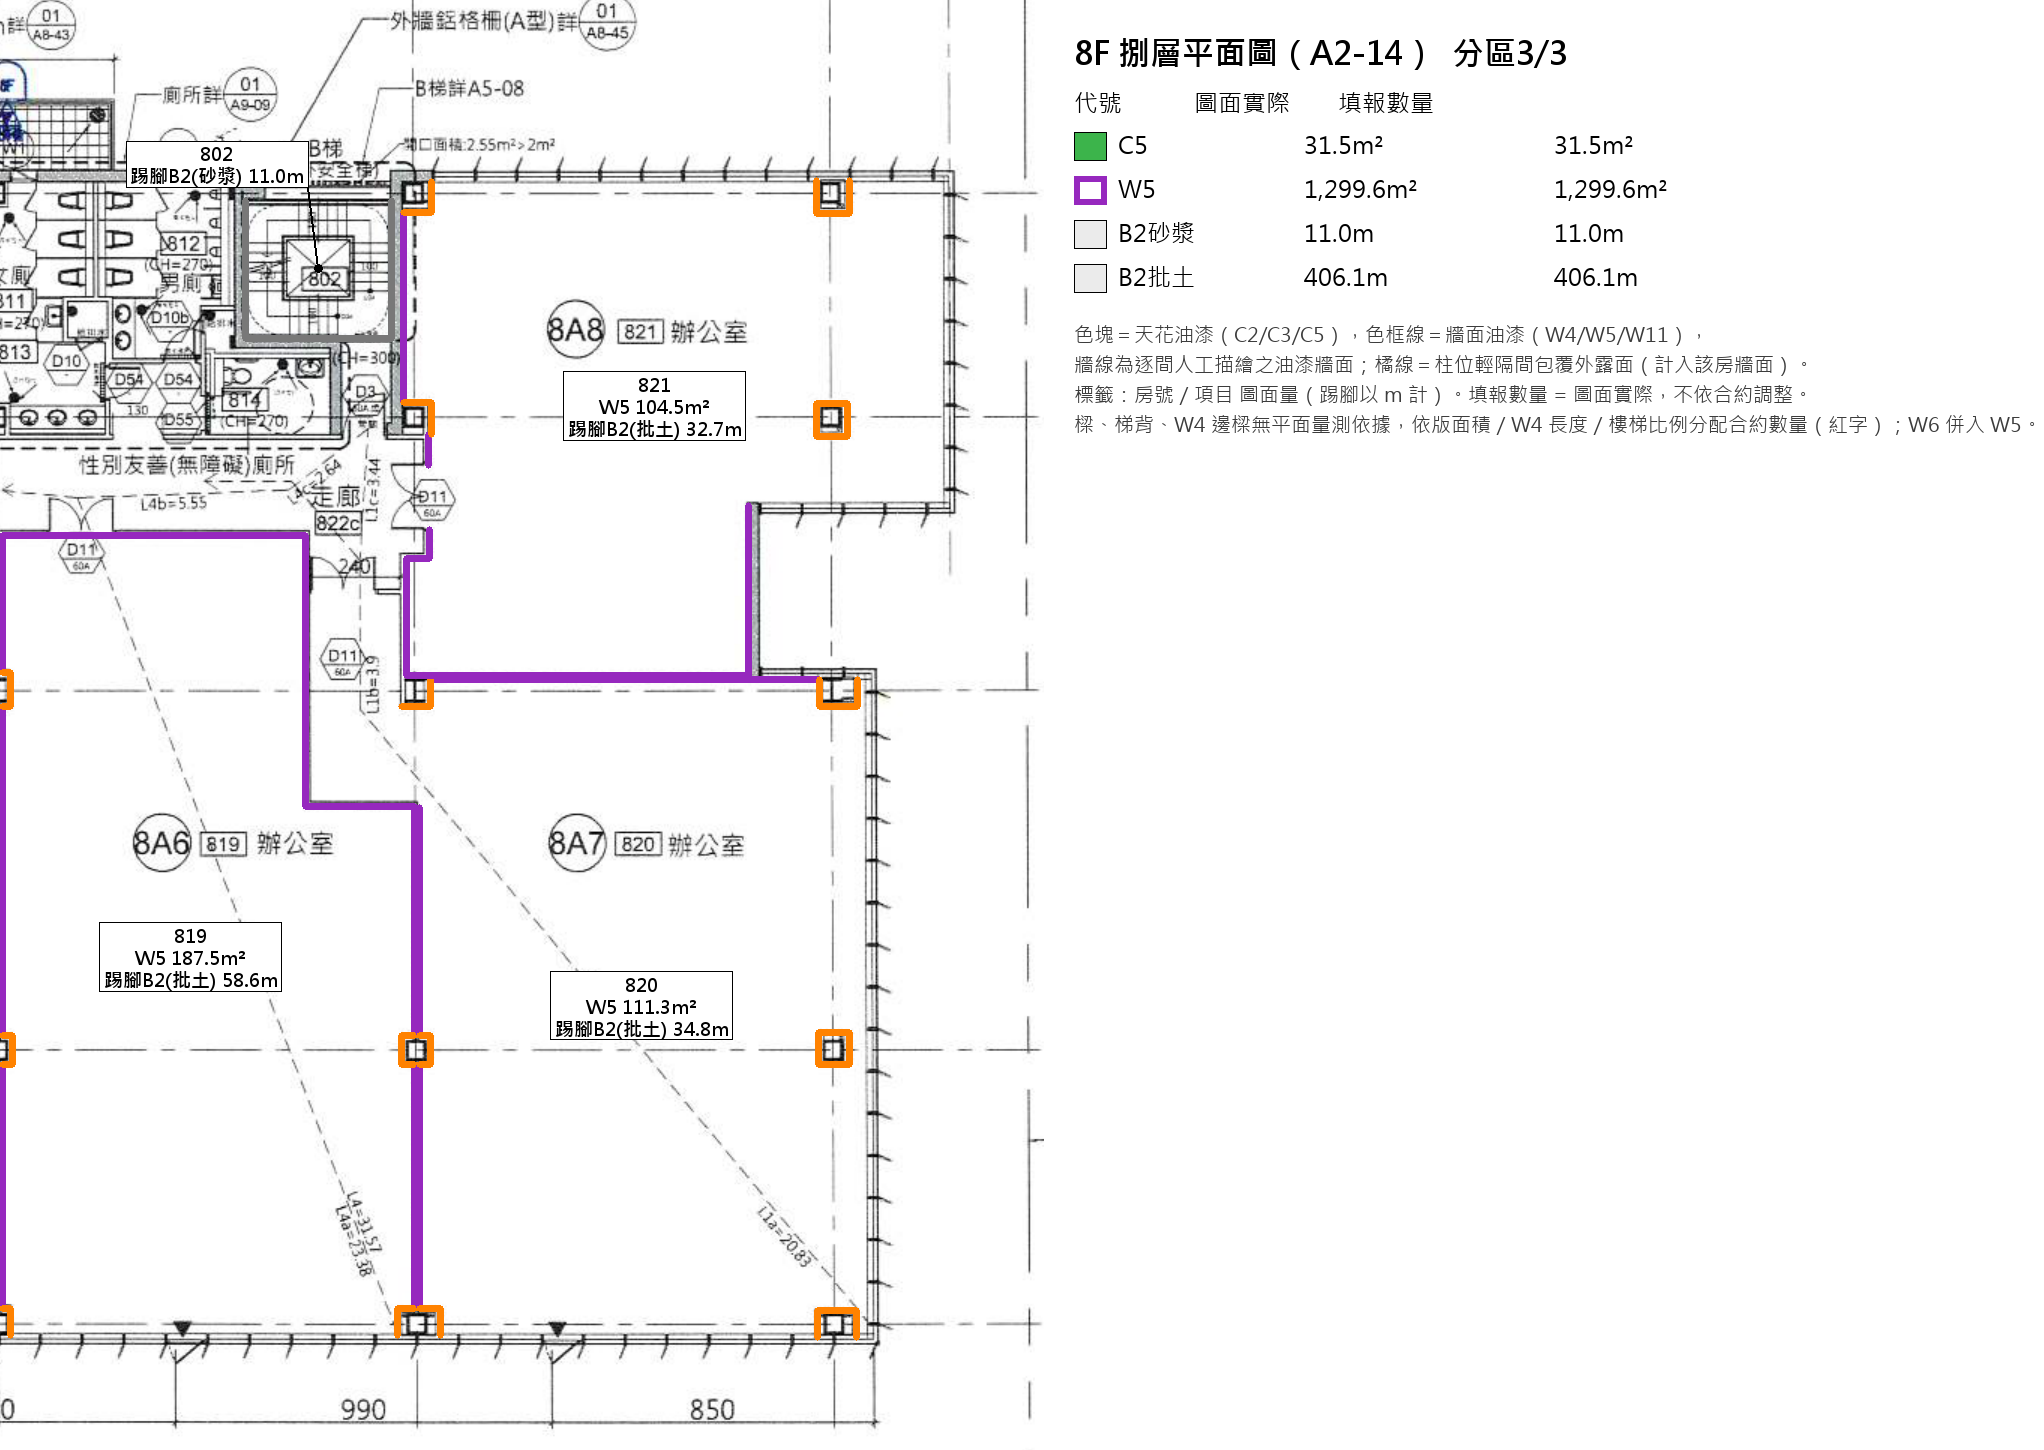 詳 01 A8-43
外牆鋁格柵(A型)詳 01 A8-45
廁所詳 01 A9-09
B梯詳A5-08
開口面積:2.55m²>2m²
B梯
安全梯)
802
踢腳B2(砂漿) 11.0m
812
(CH=270)
男廁
女廁
811
802
D10b
813
D10
(CH=300)
D54
D54
D3
814
130
D55
(CH=270)
性別友善(無障礙)廁所
L4c=2.64
L1c=3.44
走廊
822c
L4b=5.55
D11
60A
D11
60A
240
D11
60A
L1b=3.9
8A8 821 辦公室
821
W5 104.5m²
踢腳B2(批土) 32.7m
8A6 819 辦公室
8A7 820 辦公室
819
W5 187.5m²
踢腳B2(批土) 58.6m
820
W5 111.3m²
踢腳B2(批土) 34.8m
L4=31.57
L4a=23.38
L1a=20.83
0
990
850
8F 捌層平面圖（A2-14） 分區3/3
代號 圖面實際 填報數量
C5 31.5m² 31.5m²
W5 1,299.6m² 1,299.6m²
B2砂漿 11.0m 11.0m
B2批土 406.1m 406.1m
色塊＝天花油漆（C2/C3/C5），色框線＝牆面油漆（W4/W5/W11），
牆線為逐間人工描繪之油漆牆面；橘線＝柱位輕隔間包覆外露面（計入該房牆面）。
標籤：房號 / 項目 圖面量（踢腳以 m 計）。填報數量 = 圖面實際，不依合約調整。
樑、梯背、W4 邊樑無平面量測依據，依版面積 / W4 長度 / 樓梯比例分配合約數量（紅字）；W6 併入 W5。